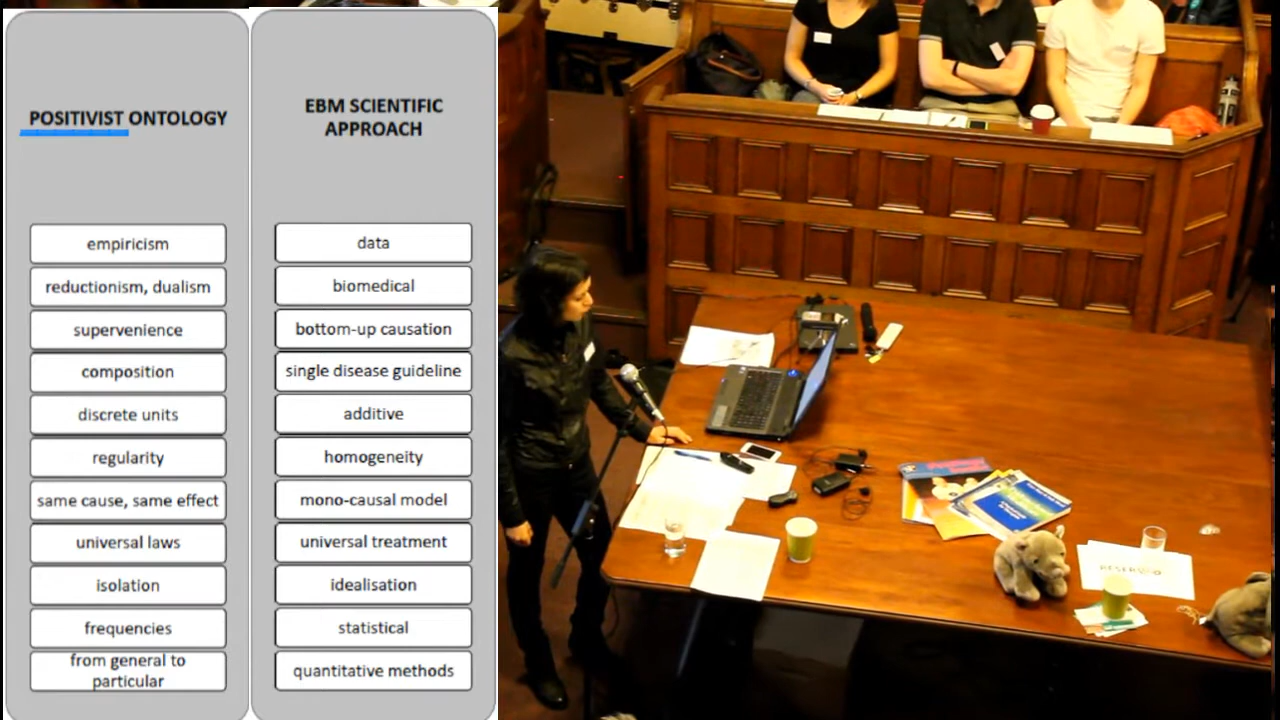 POSITIVIST ONTOLOGY
empiricism
reductionism, dualism
supervenience
composition
discrete units
regularity
same cause, same effect
universal laws
isolation
frequencies
from general to
particular
EBM SCIENTIFIC
APPROACH
data
biomedical
bottom-up causation
single disease guideline
additive
homogeneity
mono-causal model
universal treatment
idealisation
statistical
quantitative methods
RESERVED